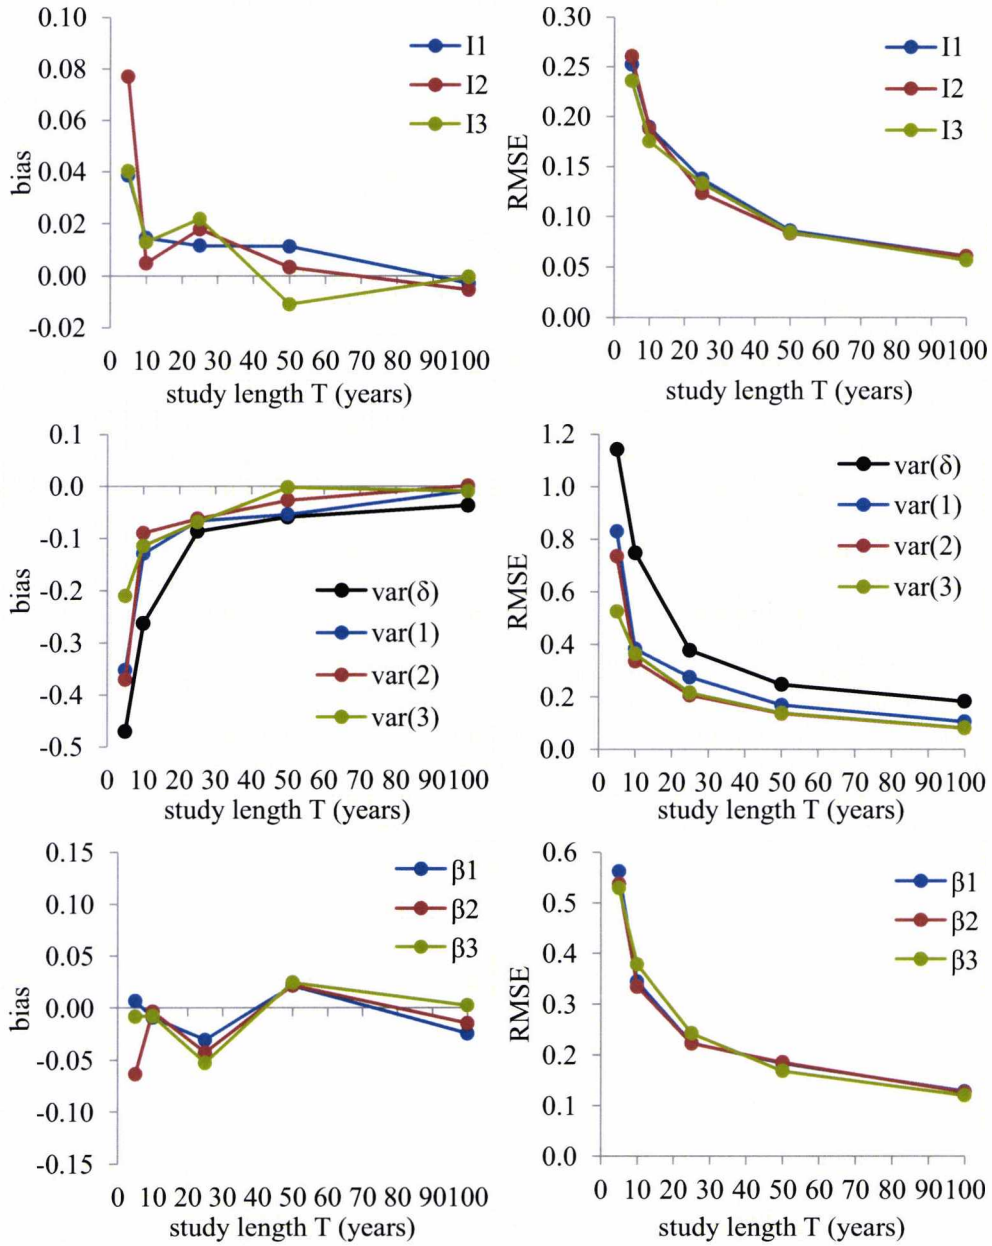 0.10
0.08
0.06
0.04
0.02
0.00
-0.02
bias
I1
I2
I3
0 10 20 30 40 50 60 70 80 90100
study length T (years)
0.30
0.25
0.20
0.15
0.10
0.05
0.00
RMSE
I1
I2
I3
0 10 20 30 40 50 60 70 80 90100
study length T (years)
0.1
0.0
-0.1
-0.2
-0.3
-0.4
-0.5
bias
var(δ)
var(1)
var(2)
var(3)
0 10 20 30 40 50 60 70 80 90 100
study length T (years)
1.2
1.0
0.8
0.6
0.4
0.2
0.0
RMSE
var(δ)
var(1)
var(2)
var(3)
0 10 20 30 40 50 60 70 80 90100
study length T (years)
0.15
0.10
0.05
0.00
-0.05
-0.10
-0.15
bias
β1
β2
β3
0 10 20 30 40 50 60 70 80 90100
study length T (years)
0.6
0.5
0.4
0.3
0.2
0.1
0.0
RMSE
β1
β2
β3
0 10 20 30 40 50 60 70 80 90100
study length T (years)